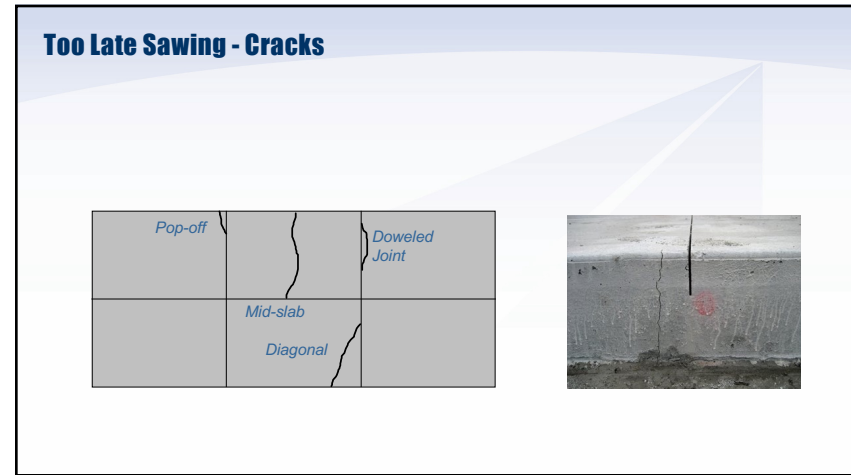 Too Late Sawing - Cracks
Pop-off
Doweled
Joint
Mid-slab
Diagonal